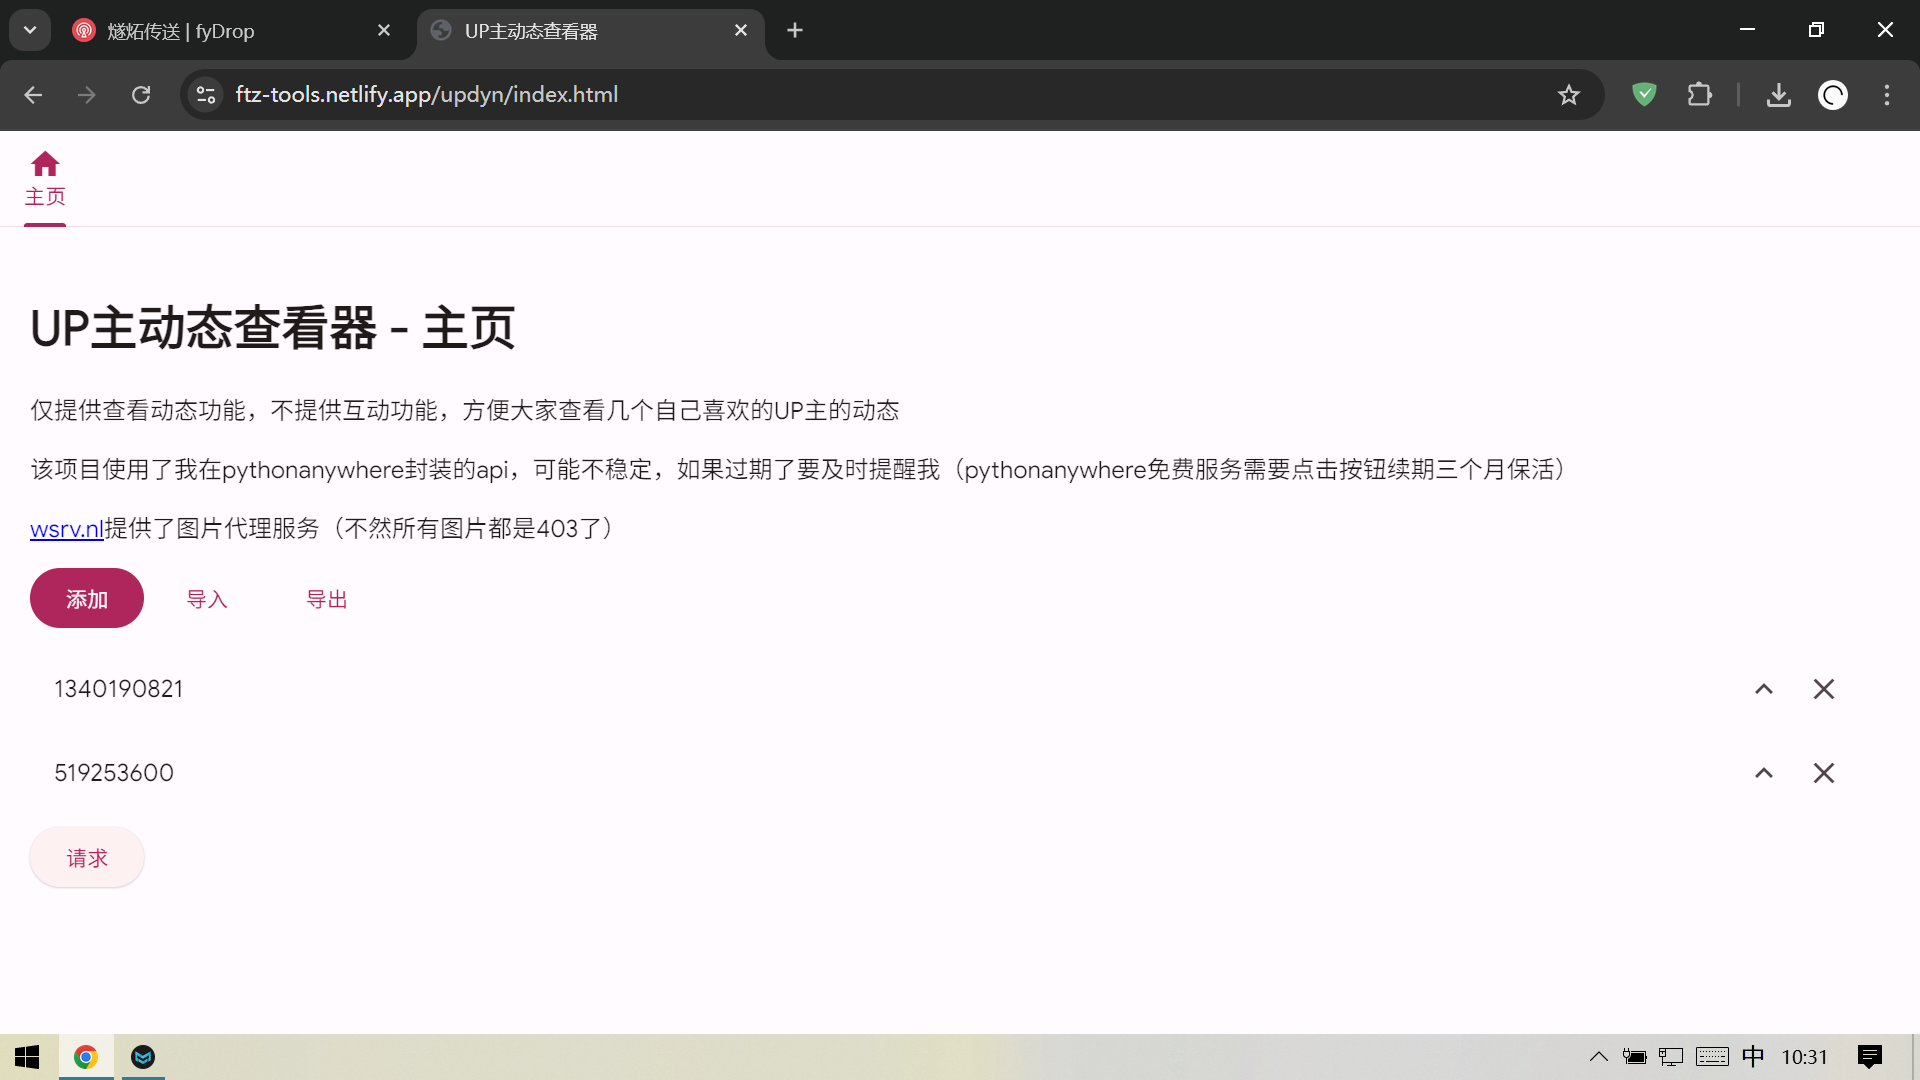 燧炻传送 | fyDrop
UP主动态查看器
ftz-tools.netlify.app/updyn/index.html
主页
UP主动态查看器 - 主页
仅提供查看动态功能，不提供互动功能，方便大家查看几个自己喜欢的UP主的动态
该项目使用了我在pythonanywhere封装的api，可能不稳定，如果过期了要及时提醒我（pythonanywhere免费服务需要点击按钮续期三个月保活）
wsrv.nl提供了图片代理服务（不然所有图片都是403了）
添加 导入 导出
1340190821
519253600
请求
中 10:31